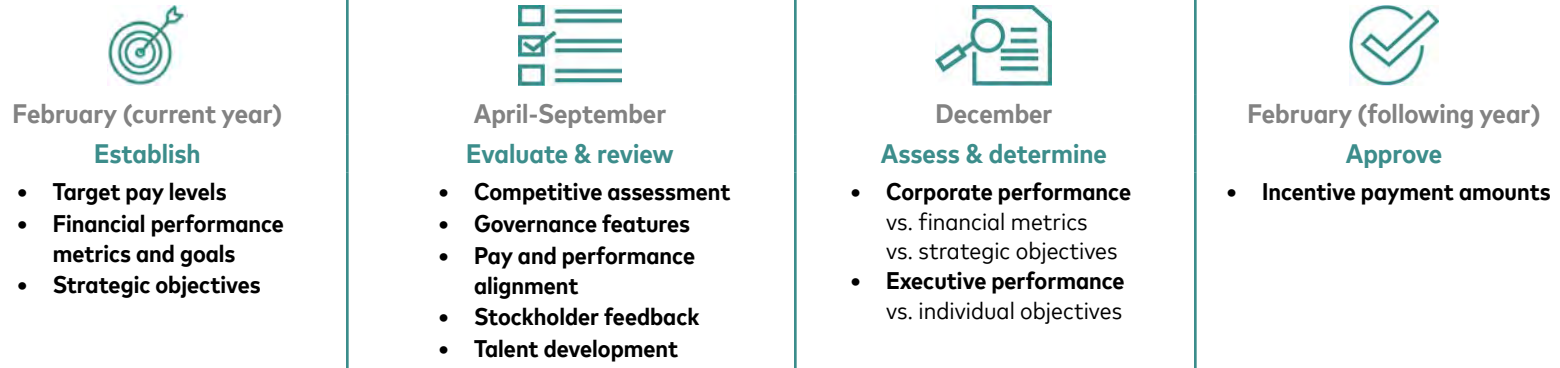 February (current year)
Establish
• Target pay levels
• Financial performance
metrics and goals
• Strategic objectives
April-September
Evaluate & review
• Competitive assessment
• Governance features
• Pay and performance
alignment
• Stockholder feedback
• Talent development
December
Assess & determine
• Corporate performance
vs. financial metrics
vs. strategic objectives
• Executive performance
vs. individual objectives
February (following year)
Approve
• Incentive payment amounts